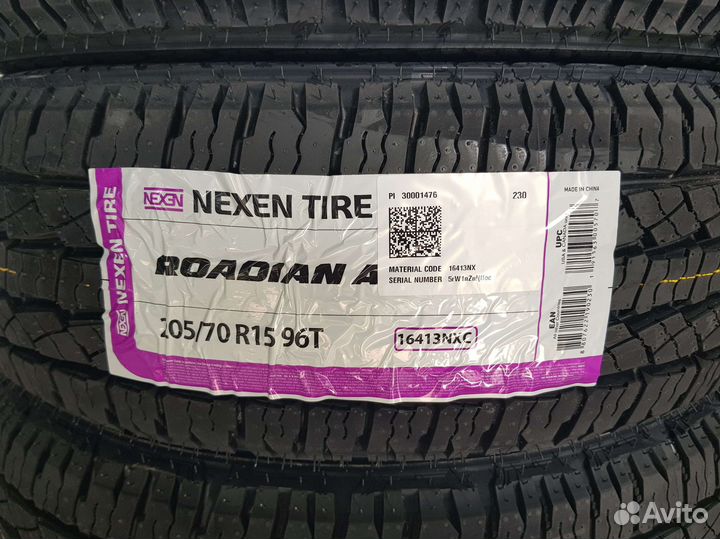 NEXEN TIRE
NEXEN
NEXEN TIRE
ROADIAN A
205/70 R15 96T
16413NXC
PI 30001476
230
MATERIAL CODE 16413NX
SERIAL NUMBER
MADE IN CHINA
UPC
EAN
Avito